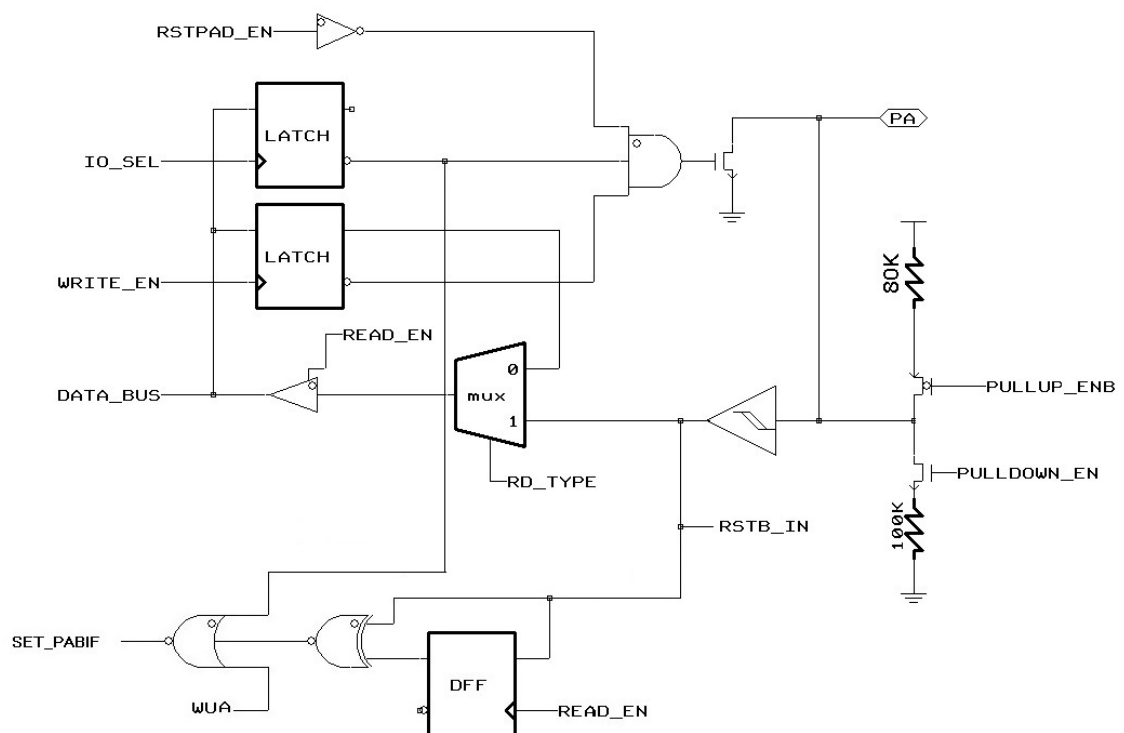 RSTPAD_EN
LATCH
PA
IO_SEL
LATCH
WRITE_EN
80K
READ_EN
0
DATA_BUS
mux
PULLUP_ENB
1
PULLDOWN_EN
RD_TYPE
100K
RSTB_IN
SET_PABIF
DFF
WUA
READ_EN